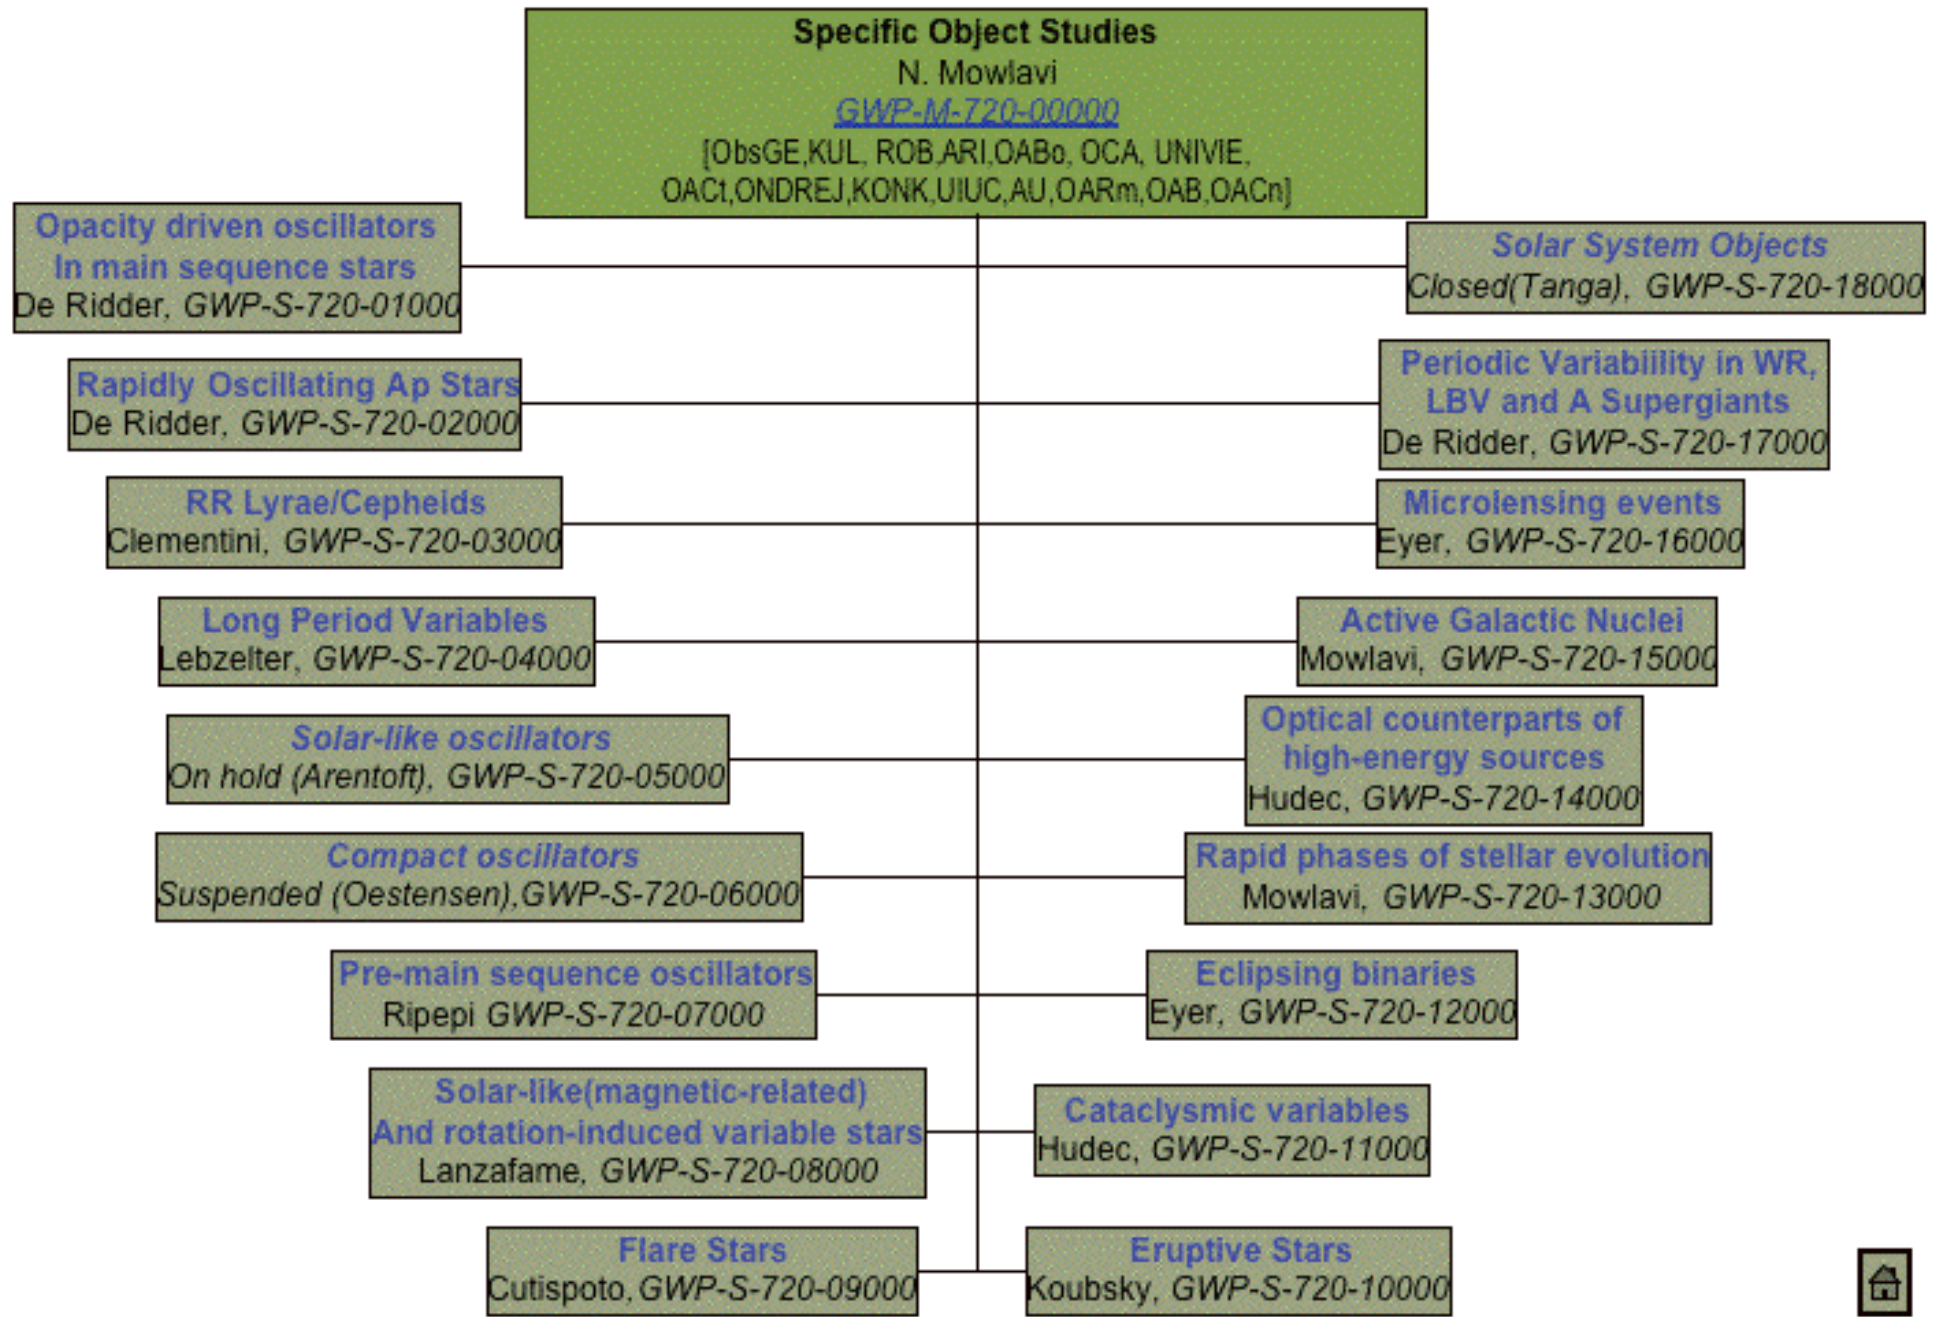 Specific Object Studies
N. Mowlavi
GWP-M-720-00000
[ObsGE,KUL, ROB,ARI,OABo, OCA, UNIVIE,
OACt,ONDREJ,KONK,UIUC,AU,OARm,OAB,OACn]
Opacity driven oscillators
In main sequence stars
De Ridder, GWP-S-720-01000
Solar System Objects
Closed(Tanga), GWP-S-720-18000
Rapidly Oscillating Ap Stars
De Ridder, GWP-S-720-02000
Periodic Variabiility in WR,
LBV and A Supergiants
De Ridder, GWP-S-720-17000
RR Lyrae/Cepheids
Clementini, GWP-S-720-03000
Microlensing events
Eyer, GWP-S-720-16000
Long Period Variables
Lebzelter, GWP-S-720-04000
Active Galactic Nuclei
Mowlavi, GWP-S-720-15000
Solar-like oscillators
On hold (Arentoft), GWP-S-720-05000
Optical counterparts of
high-energy sources
Hudec, GWP-S-720-14000
Compact oscillators
Suspended (Oestensen),GWP-S-720-06000
Rapid phases of stellar evolution
Mowlavi, GWP-S-720-13000
Pre-main sequence oscillators
Ripepi GWP-S-720-07000
Eclipsing binaries
Eyer, GWP-S-720-12000
Solar-like(magnetic-related)
And rotation-induced variable stars
Lanzafame, GWP-S-720-08000
Cataclysmic variables
Hudec, GWP-S-720-11000
Flare Stars
Cutispoto,GWP-S-720-09000
Eruptive Stars
Koubsky, GWP-S-720-10000